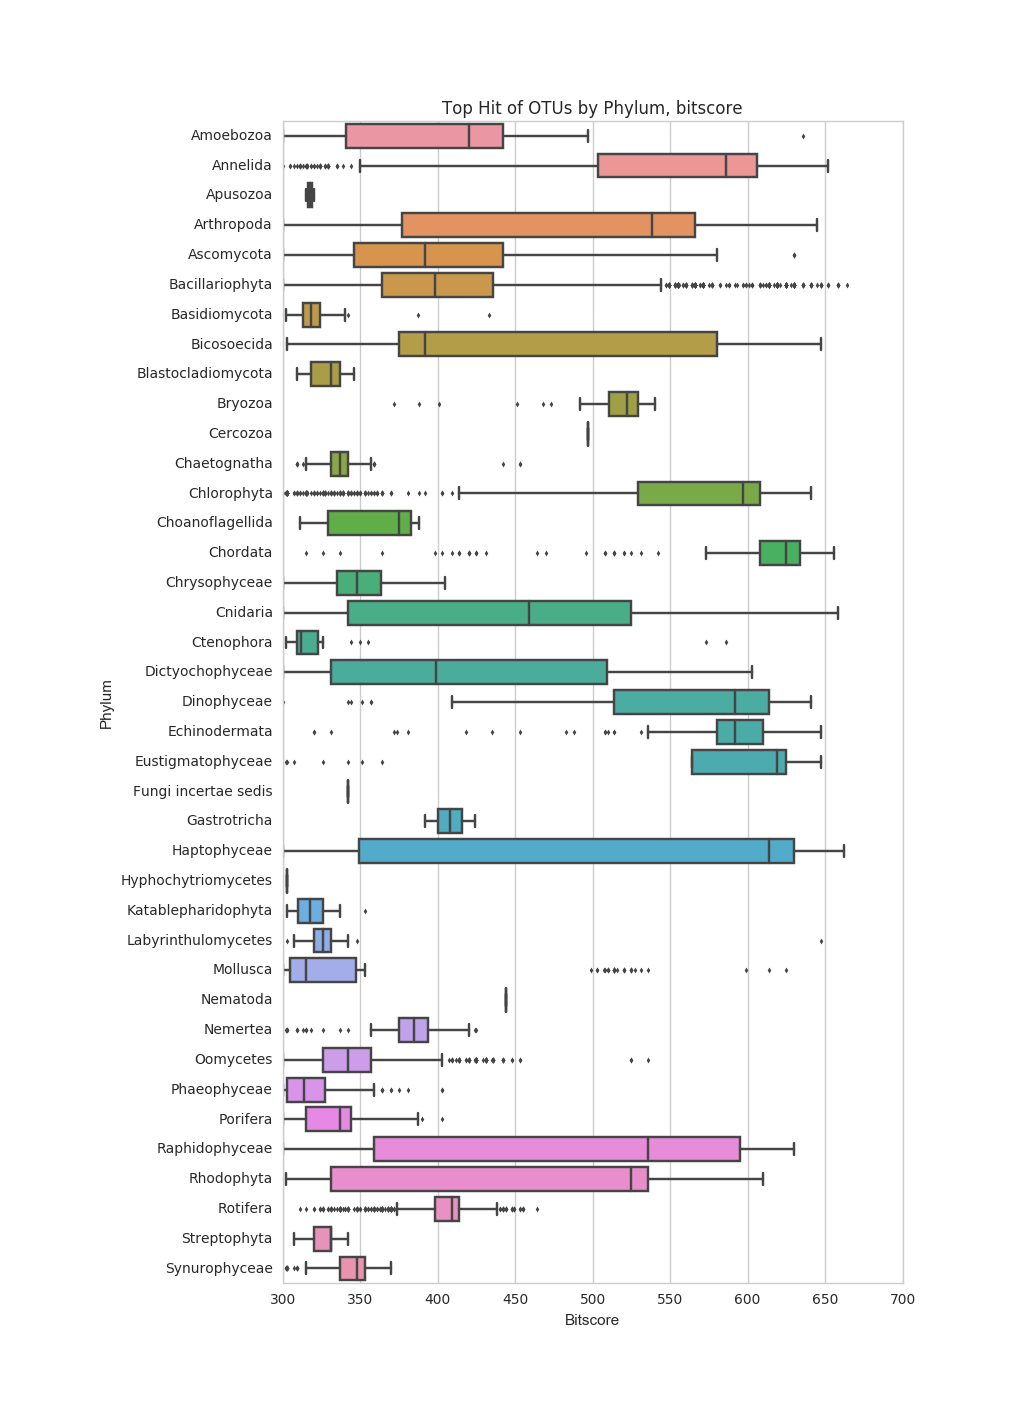 Top Hit of OTUs by Phylum, bitscore
Amoebozoa
Annelida
Apusozoa
Arthropoda
Ascomycota
Bacillariophyta
Basidiomycota
Bicosoecida
Blastocladiomycota
Bryozoa
Cercozoa
Chaetognatha
Chlorophyta
Choanoflagellida
Chordata
Chrysophyceae
Cnidaria
Ctenophora
Dictyochophyceae
Dinophyceae
Echinodermata
Eustigmatophyceae
Fungi incertae sedis
Gastrotricha
Haptophyceae
Hyphochytriomycetes
Katablepharidophyta
Labyrinthulomycetes
Mollusca
Nematoda
Nemertea
Oomycetes
Phaeophyceae
Porifera
Raphidophyceae
Rhodophyta
Rotifera
Streptophyta
Synurophyceae
Phylum
300 350 400 450 500 550 600 650 700
Bitscore